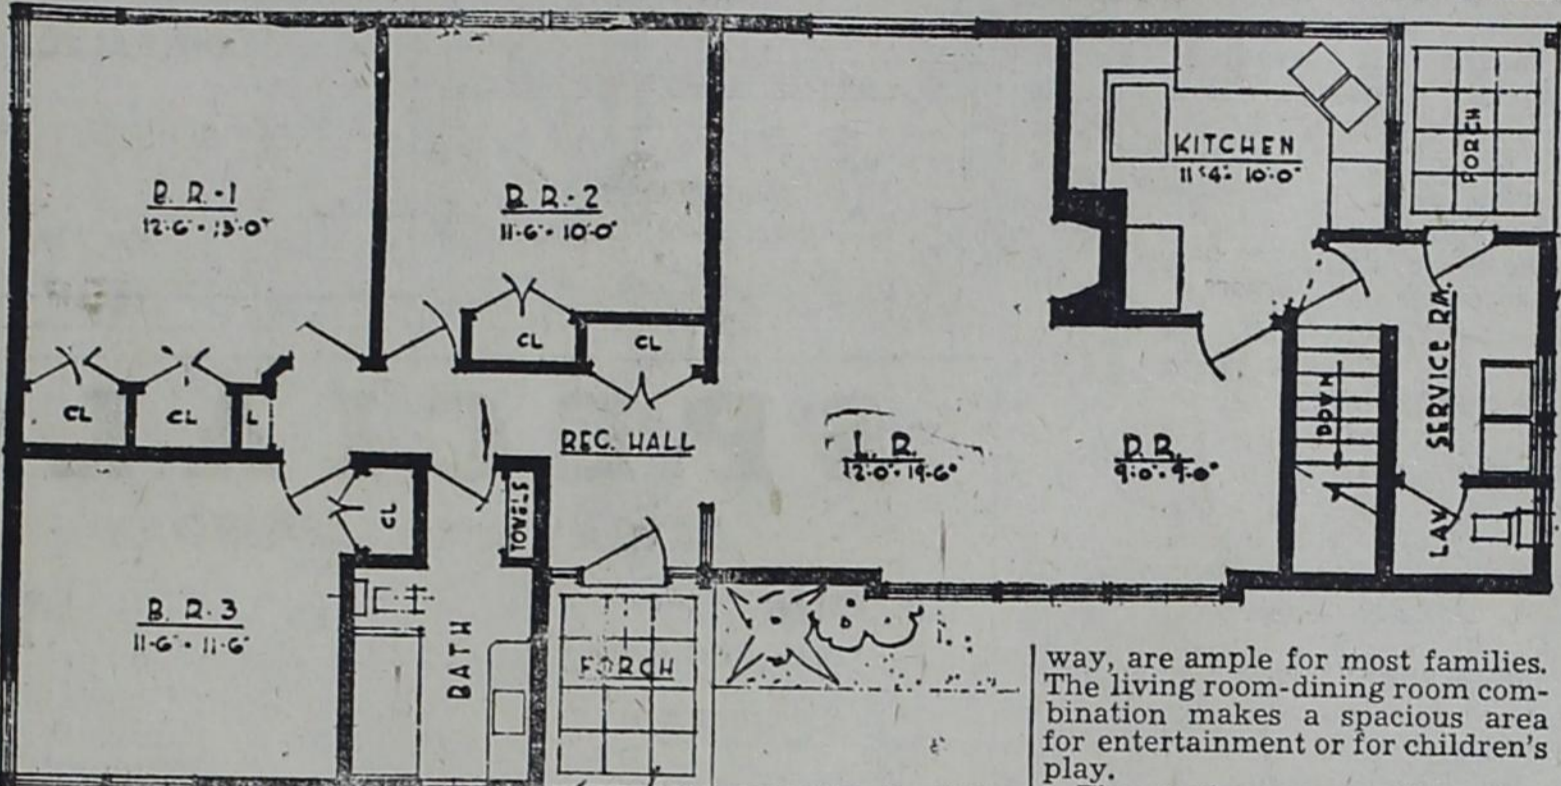 B. R.-1
12-6 - 13-0"
B. R.-2
11-6 - 10-0"
KITCHEN
11'4" 10'-0"
PORCH
CL
CL
CL
CL
L
REC. HALL
L. R.
12-0 - 19-6"
D. R.
9-0 - 9-0"
DOWN
SERVICE RM.
CL
TOWELS
LAV
B. R. 3
11-6 - 11-6"
BATH
PORCH
way, are ample for most families.
The living room-dining room com-
bination makes a spacious area
for entertainment or for children's
play.